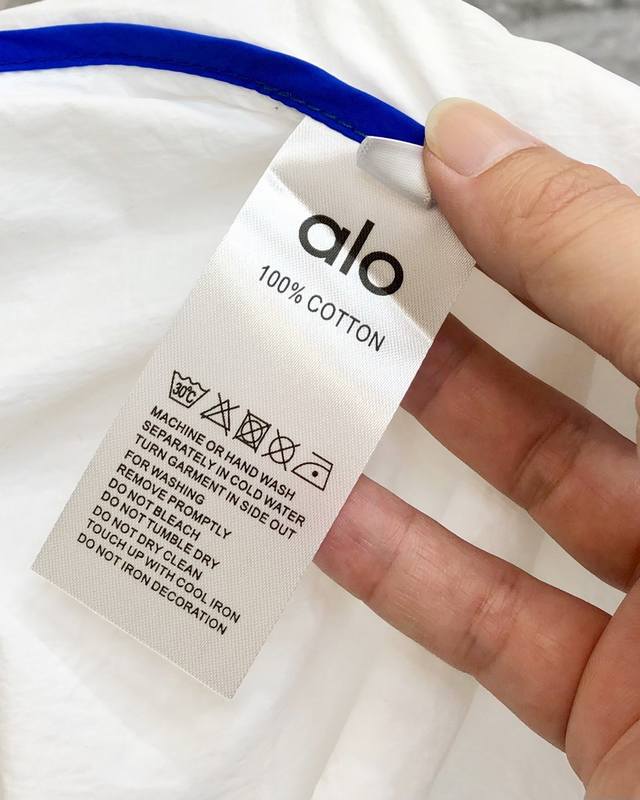 alo
100% COTTON
30°C
MACHINE OR HAND WASH
SEPARATELY IN COLD WATER
TURN GARMENT IN SIDE OUT
FOR WASHING
REMOVE PROMPTLY
DO NOT BLEACH
DO NOT TUMBLE DRY
DO NOT DRY CLEAN
TOUCH UP WITH COOL IRON
DO NOT IRON DECORATION